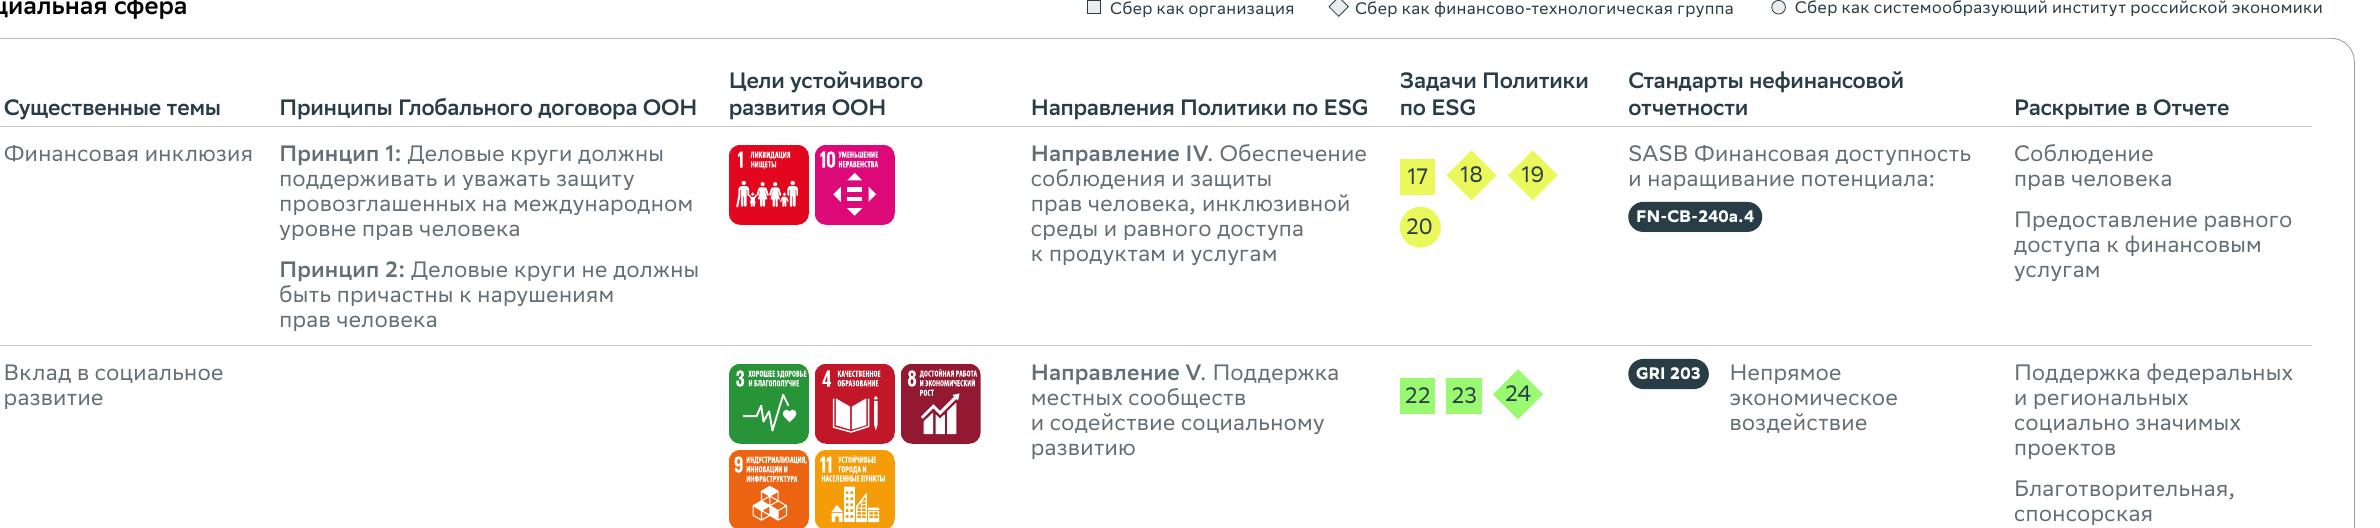 циальная сфера
Сбер как организация
Сбер как финансово-технологическая группа
Сбер как системообразующий институт российской экономики
Существенные темы
Принципы Глобального договора ООН
Цели устойчивого
развития ООН
Направления Политики по ESG
Задачи Политики
по ESG
Стандарты нефинансовой
отчетности
Раскрытие в Отчете
Финансовая инклюзия
Принцип 1: Деловые круги должны
поддерживать и уважать защиту
провозглашенных на международном
уровне прав человека
Принцип 2: Деловые круги не должны
быть причастны к нарушениям
прав человека
1 ЛИКВИДАЦИЯ
НИЩЕТЫ
10 УМЕНЬШЕНИЕ
НЕРАВЕНСТВА
Направление IV. Обеспечение
соблюдения и защиты
прав человека, инклюзивной
среды и равного доступа
к продуктам и услугам
17 18 19
20
SASB Финансовая доступность
и наращивание потенциала:
FN-CB-240a.4
Соблюдение
прав человека
Предоставление равного
доступа к финансовым
услугам
Вклад в социальное
развитие
3 ХОРОШЕЕ ЗДОРОВЬЕ
И БЛАГОПОЛУЧИЕ
4 КАЧЕСТВЕННОЕ
ОБРАЗОВАНИЕ
8 ДОСТОЙНАЯ РАБОТА
И ЭКОНОМИЧЕСКИЙ
РОСТ
9 ИНДУСТРИАЛИЗАЦИЯ,
ИННОВАЦИИ И
ИНФРАСТРУКТУРА
11 УСТОЙЧИВЫЕ
ГОРОДА И
НАСЕЛЕННЫЕ ПУНКТЫ
Направление V. Поддержка
местных сообществ
и содействие социальному
развитию
22 23 24
GRI 203
Непрямое
экономическое
воздействие
Поддержка федеральных
и региональных
социально значимых
проектов
Благотворительная,
спонсорская